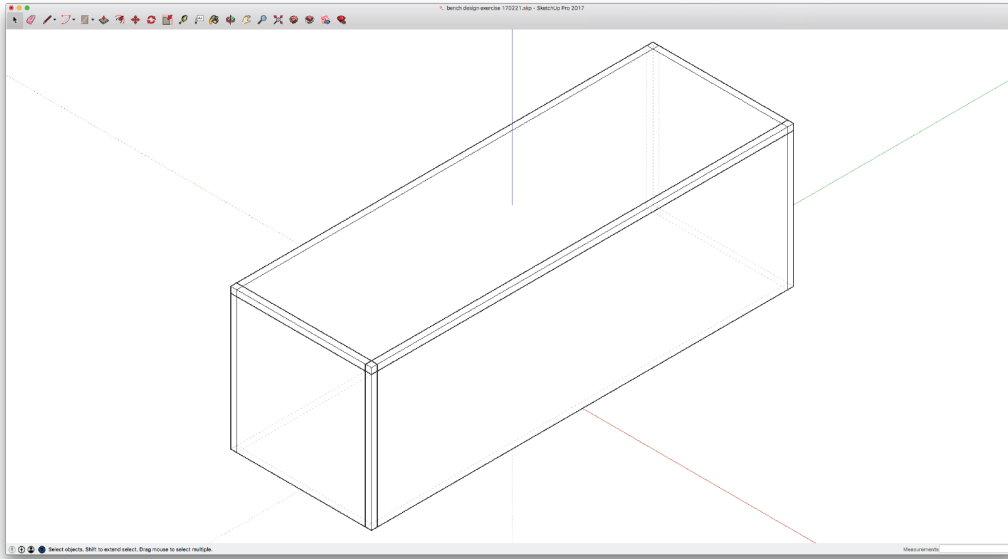 bench design exercise 170221.skp - SketchUp Pro 2017
Select objects. Shift to extend select. Drag mouse to select multiple.
Measurements